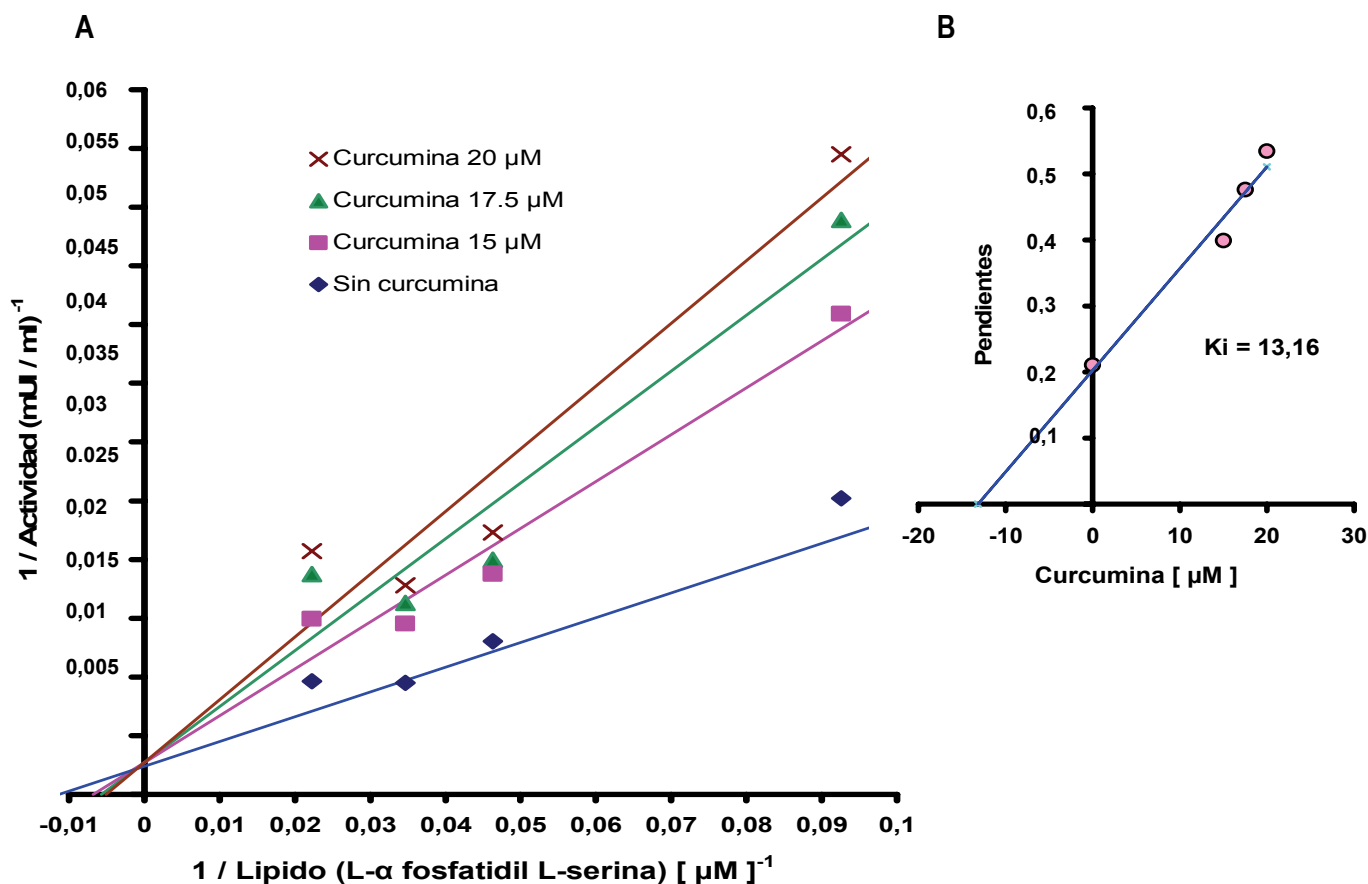 A
0,06
0,055
0,05
0,045
0,04
0,035
0,03
0.025
0,02
0,015
0,01
0,005
1 / Actividad (mUI / ml)⁻¹
Curcumina 20 µM
Curcumina 17.5 µM
Curcumina 15 µM
Sin curcumina
-0,01 0 0,01 0,02 0,03 0,04 0,05 0,06 0,07 0,08 0,09 0,1
1 / Lipido (L-α fosfatidil L-serina) [ µM ]⁻¹
B
0,6
0,5
0,4
0,3
0,2
0,1
Pendientes
Ki = 13,16
-20 -10 0 10 20 30
Curcumina [ µM ]